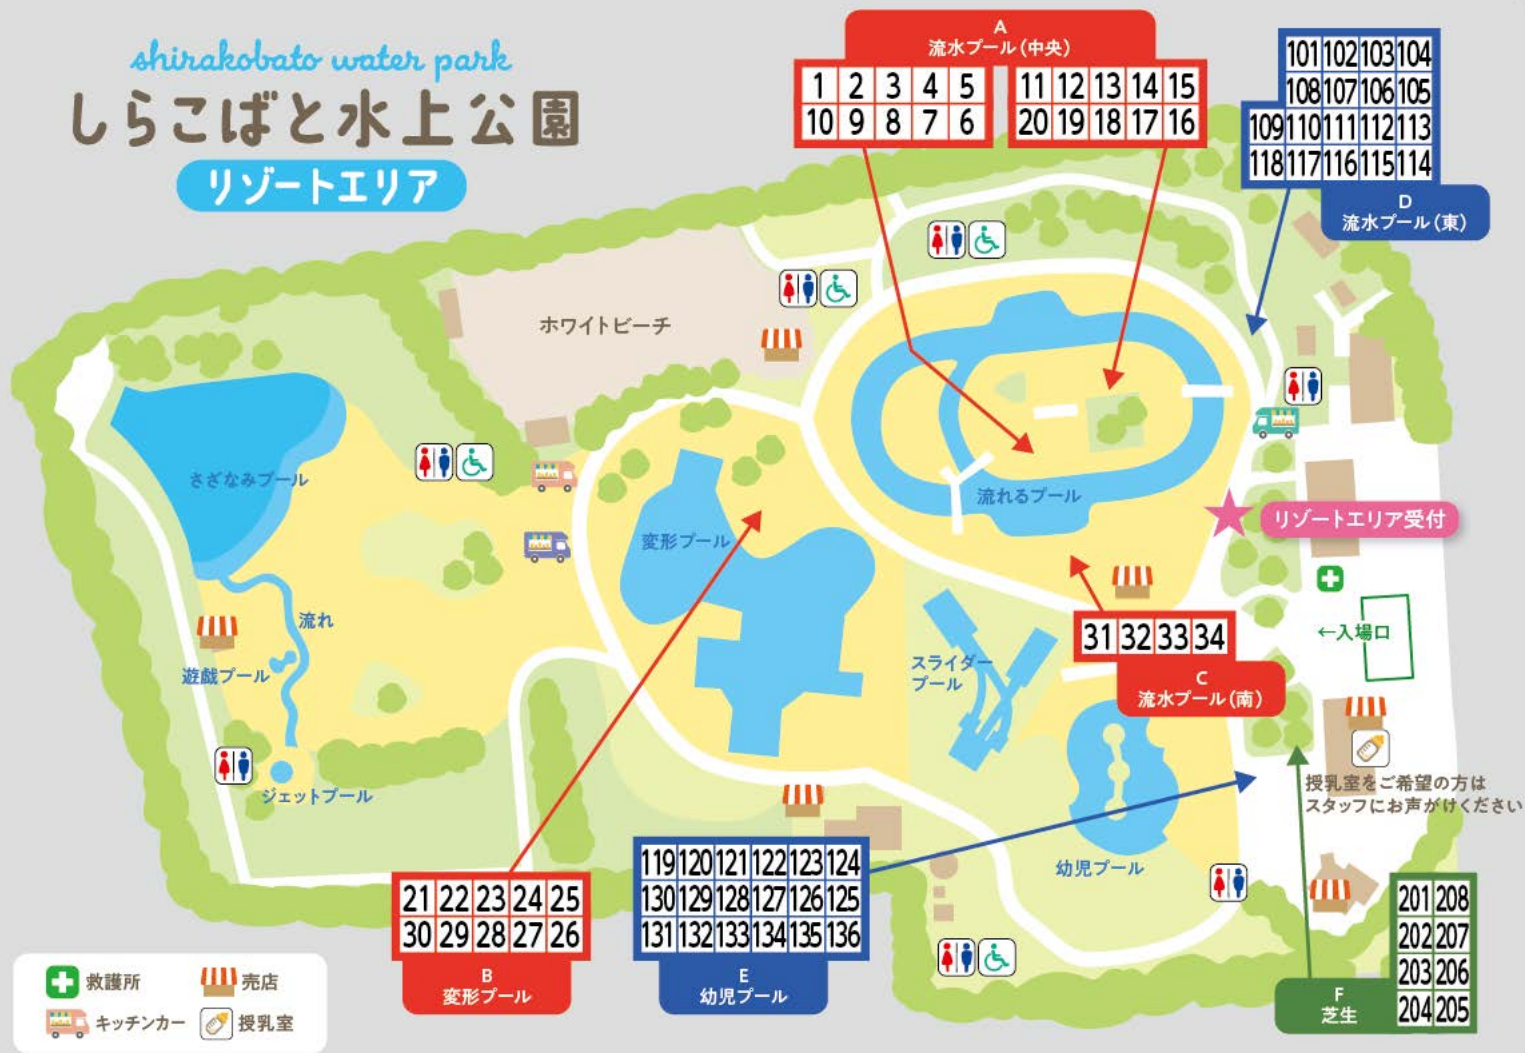 shirakobato water park
しらこばと水上公園
リゾートエリア
A
流水プール(中央)
1 2 3 4 5
10 9 8 7 6
11 12 13 14 15
20 19 18 17 16
101 102 103 104
108 107 106 105
109 110 111 112 113
118 117 116 115 114
D
流水プール(東)
ホワイトビーチ
さざなみプール
変形プール
流れるプール
リゾートエリア受付
流れ
遊戯プール
スライダー
プール
←入場口
31 32 33 34
C
流水プール(南)
ジェットプール
授乳室をご希望の方は
スタッフにお声がけください
幼児プール
21 22 23 24 25
30 29 28 27 26
B
変形プール
119 120 121 122 123 124
130 129 128 127 126 125
131 132 133 134 135 136
E
幼児プール
201 208
202 207
203 206
204 205
F
芝生
救護所
売店
キッチンカー
授乳室